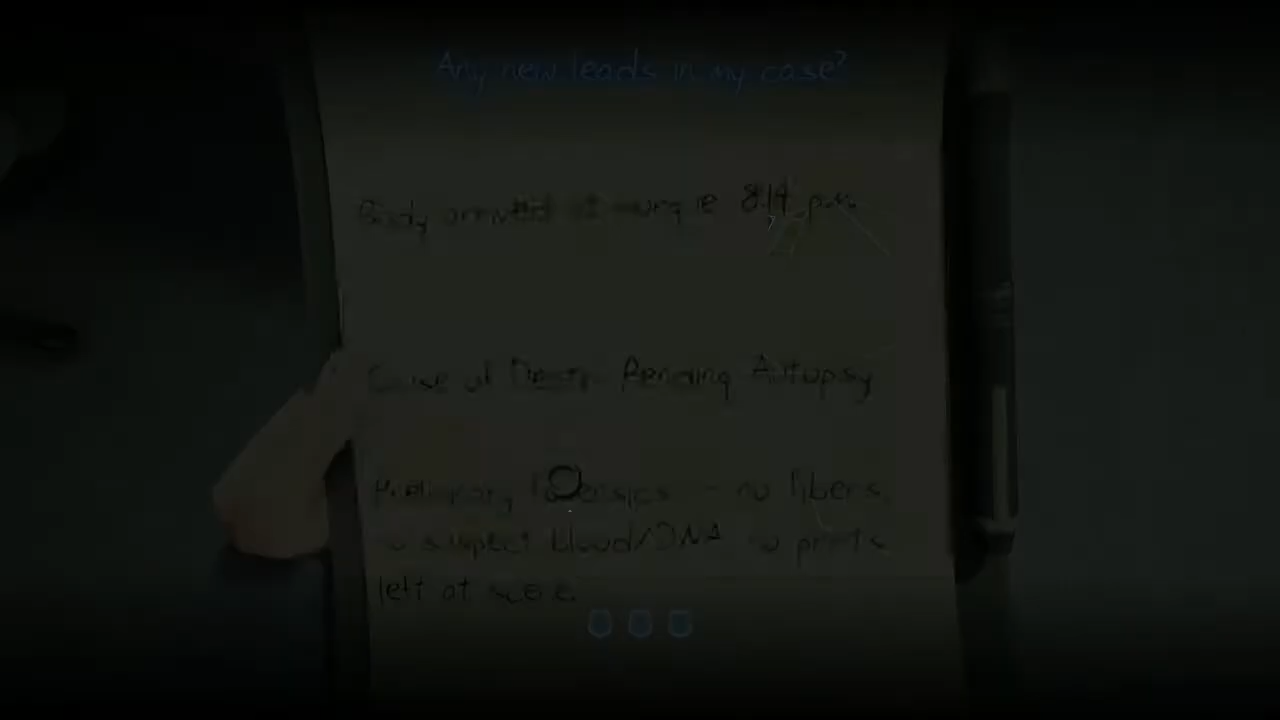 Any new leads in my case?
Body arrived at morgue 8:14 p.m.
Cause of Death- Pending Autopsy
Preliminary Forensics - no fibers,
no suspect blood/DNA, no prints
left at scene.